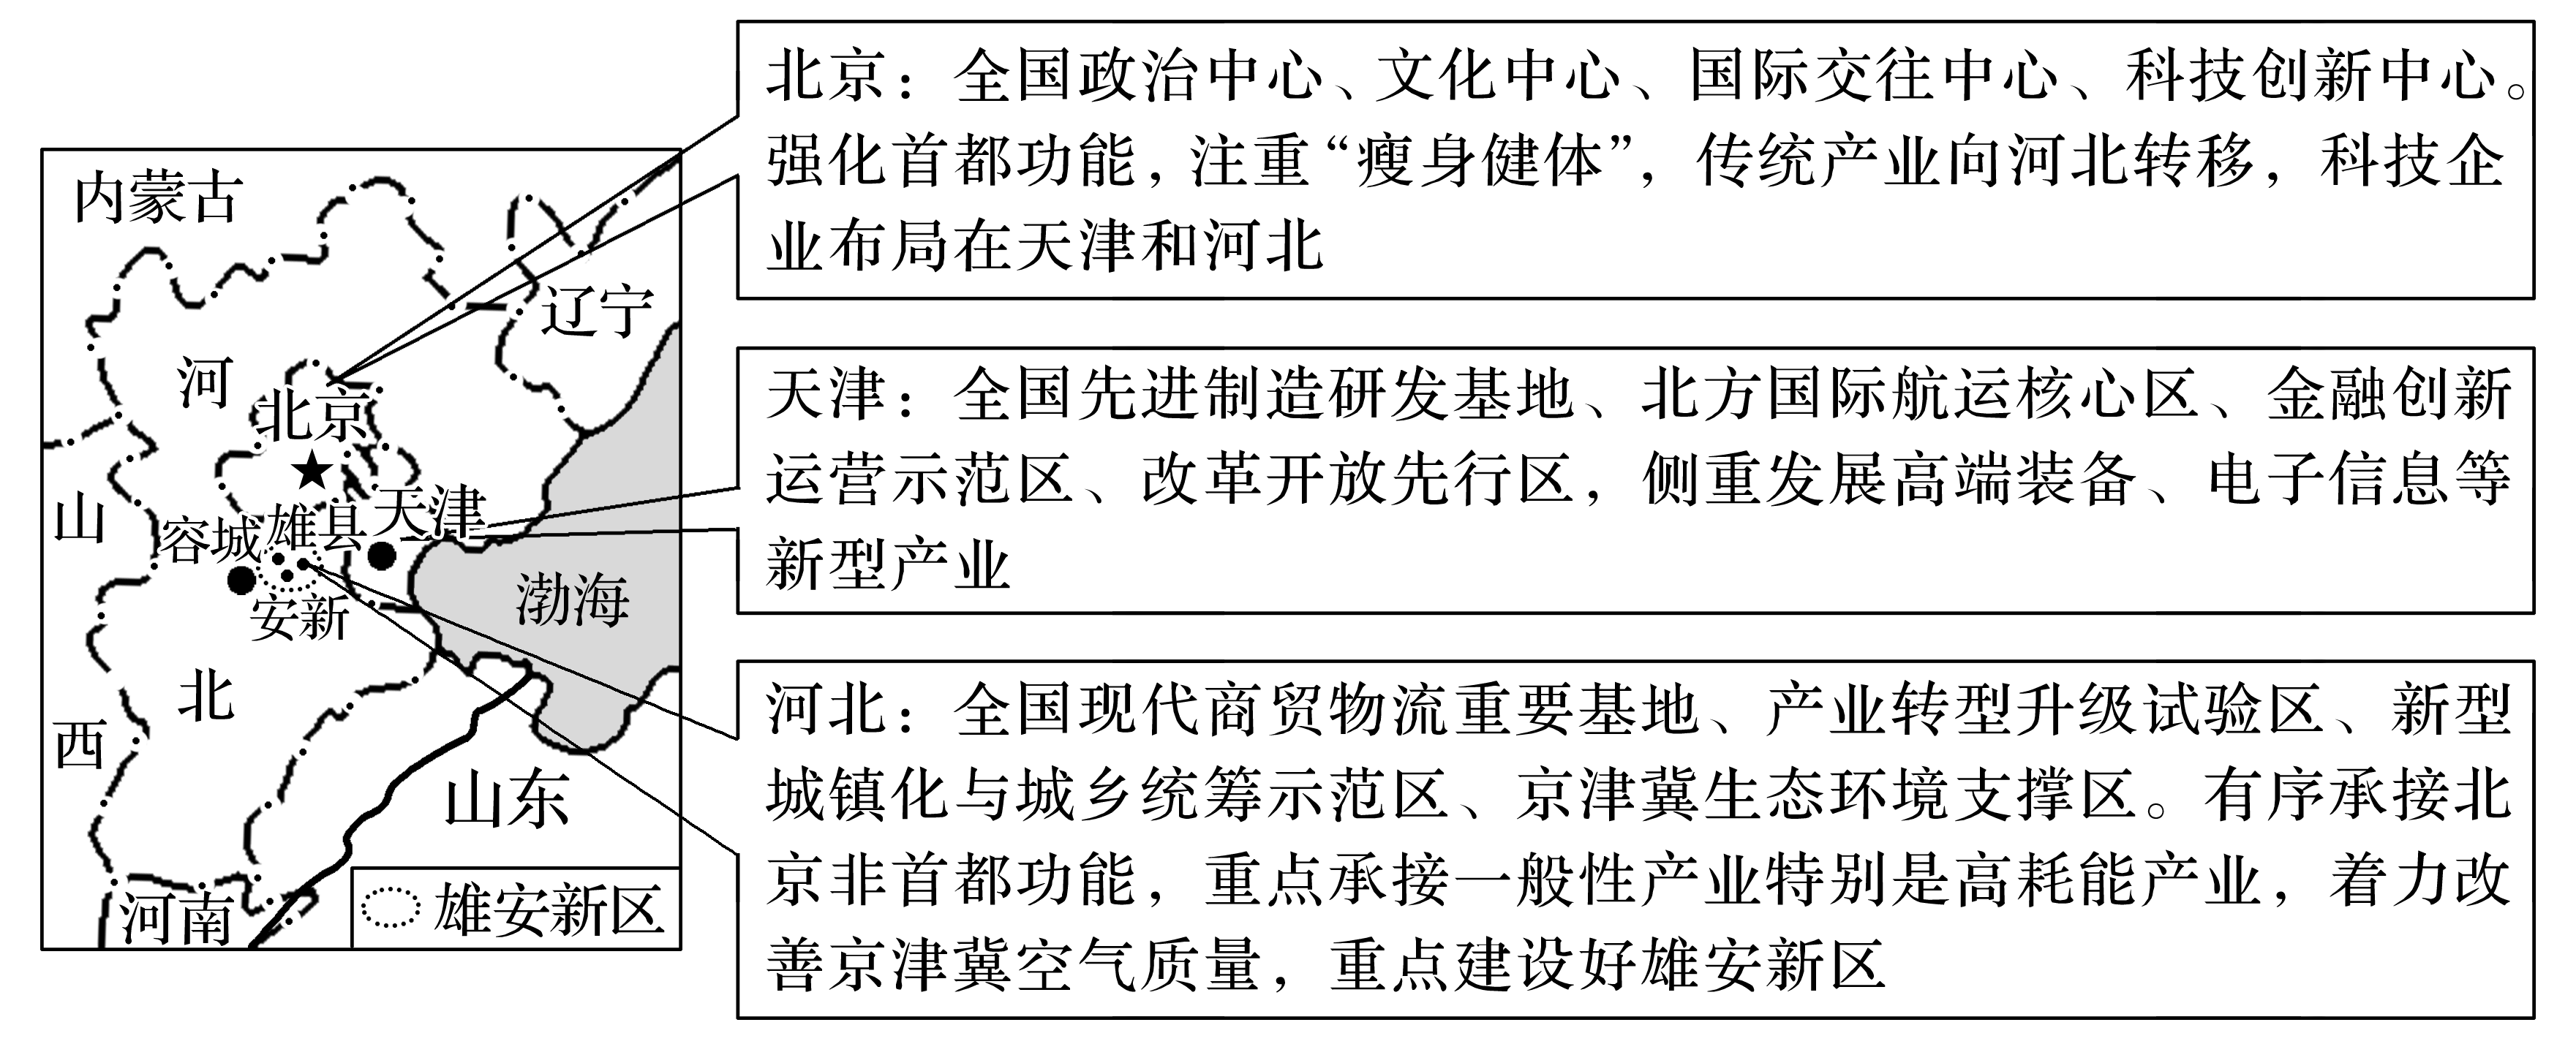 内蒙古
辽宁
河
北京
山
容城
雄县
天津
安新
渤海
北
西
山东
河南
雄安新区
北京：全国政治中心、文化中心、国际交往中心、科技创新中心。
强化首都功能，注重“瘦身健体”，传统产业向河北转移，科技企
业布局在天津和河北
天津：全国先进制造研发基地、北方国际航运核心区、金融创新
运营示范区、改革开放先行区，侧重发展高端装备、电子信息等
新型产业
河北：全国现代商贸物流重要基地、产业转型升级试验区、新型
城镇化与城乡统筹示范区、京津冀生态环境支撑区。有序承接北
京非首都功能，重点承接一般性产业特别是高耗能产业，着力改
善京津冀空气质量，重点建设好雄安新区